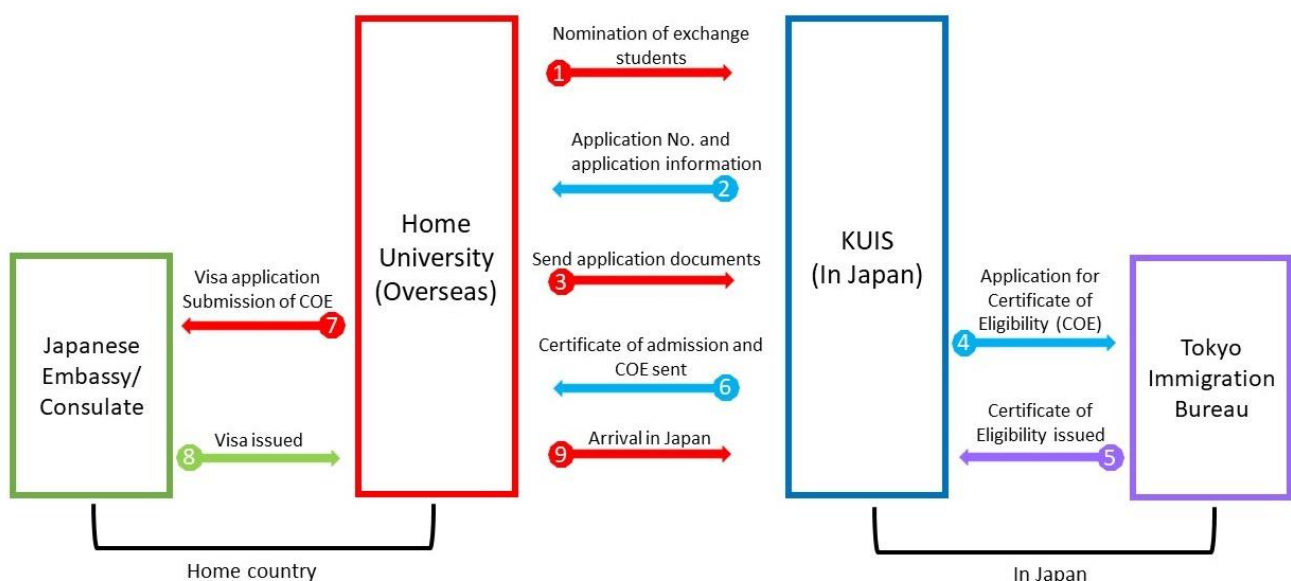 Nomination of exchange
students
1
Application No. and
application information
2
Home
University
(Overseas)
KUIS
(In Japan)
Send application documents
3
Visa application
Submission of COE
7
Application for
Certificate of
Eligibility (COE)
4
Japanese
Embassy/
Consulate
Certificate of admission and
COE sent
6
Tokyo
Immigration
Bureau
Visa issued
8
Arrival in Japan
9
Certificate of
Eligibility issued
5
Home country
In Japan